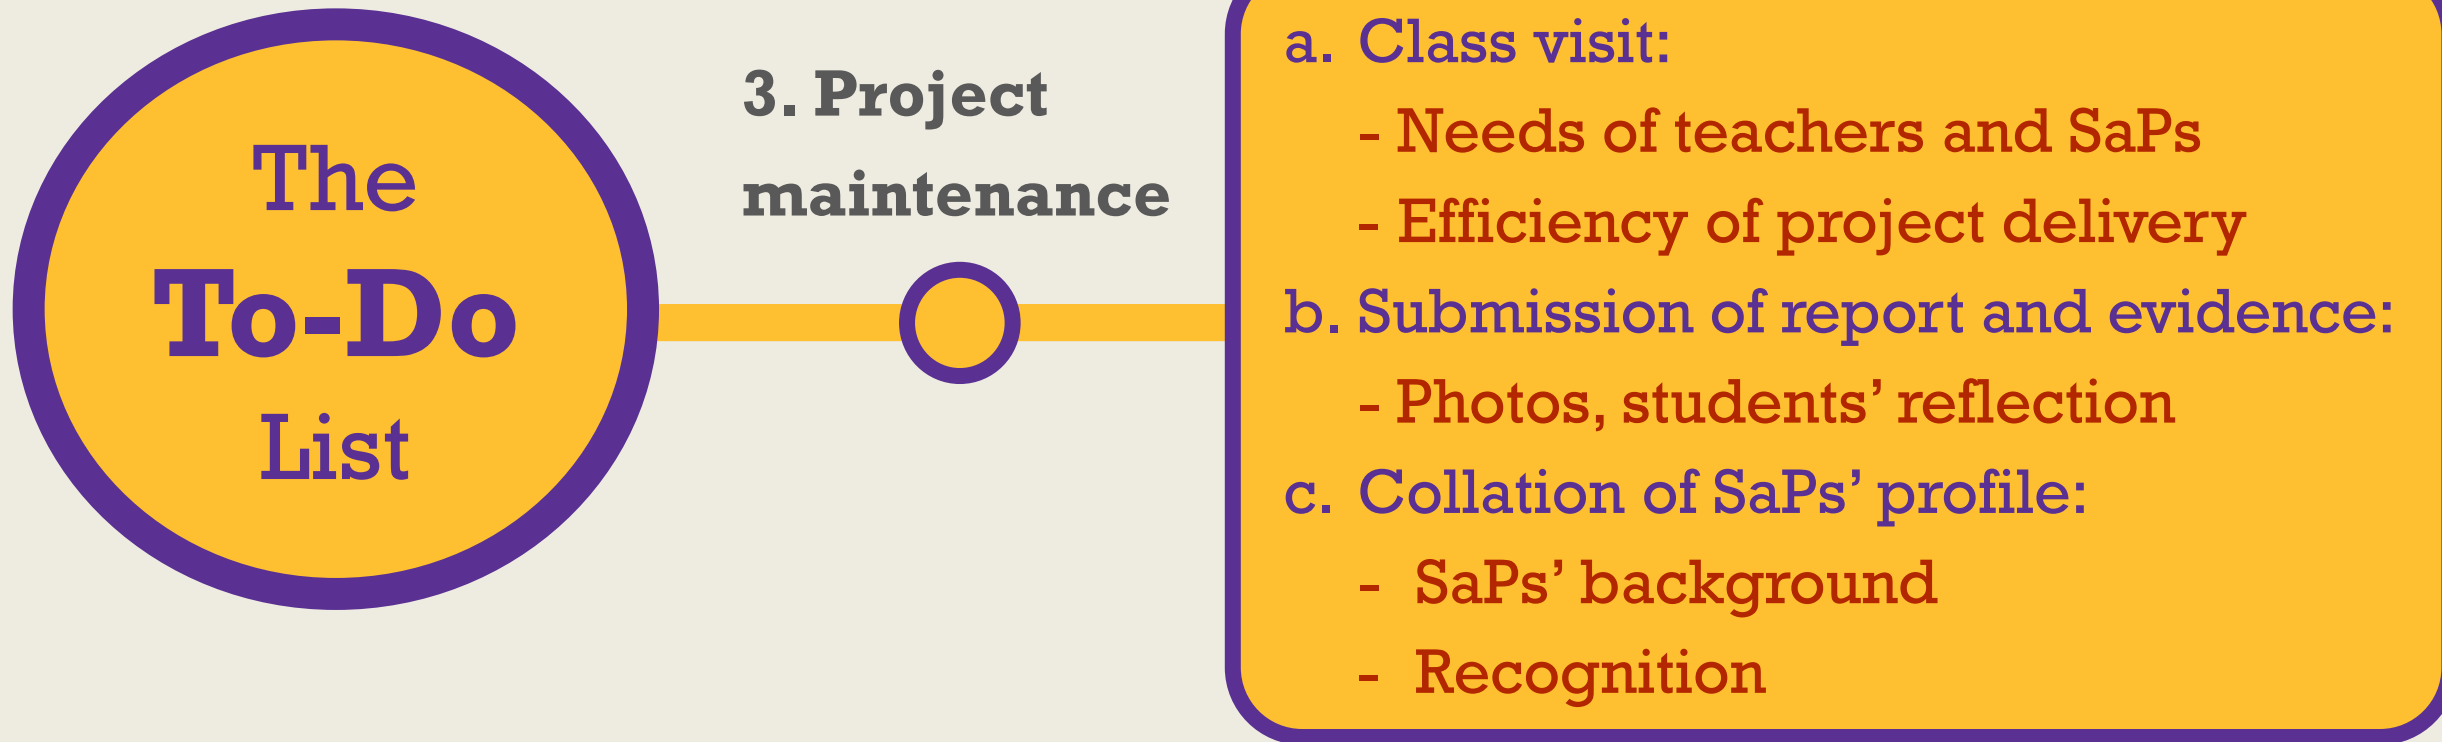 The
To-Do
List
3. Project
maintenance
a. Class visit:
- Needs of teachers and SaPs
- Efficiency of project delivery
b. Submission of report and evidence:
- Photos, students’ reflection
c. Collation of SaPs’ profile:
- SaPs’ background
- Recognition